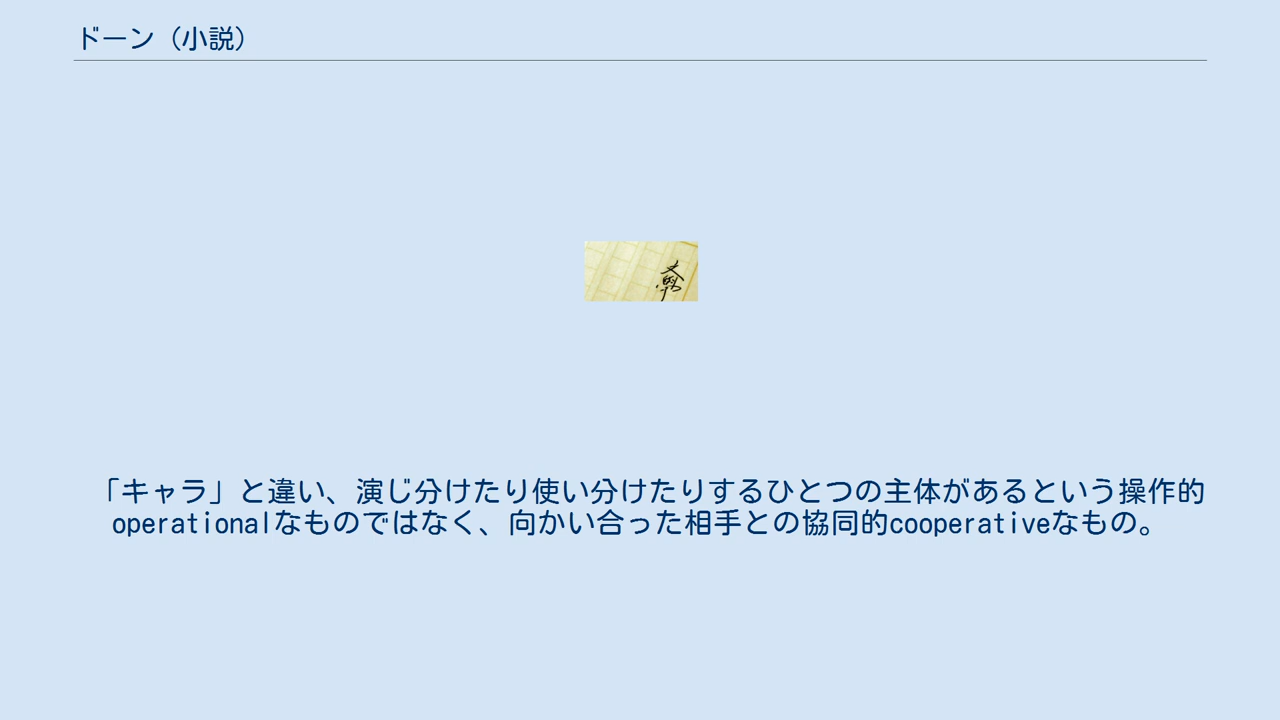 ドーン（小説）
「キャラ」と違い、演じ分けたり使い分けたりするひとつの主体があるという操作的
operationalなものではなく、向かい合った相手との協同的cooperativeなもの。